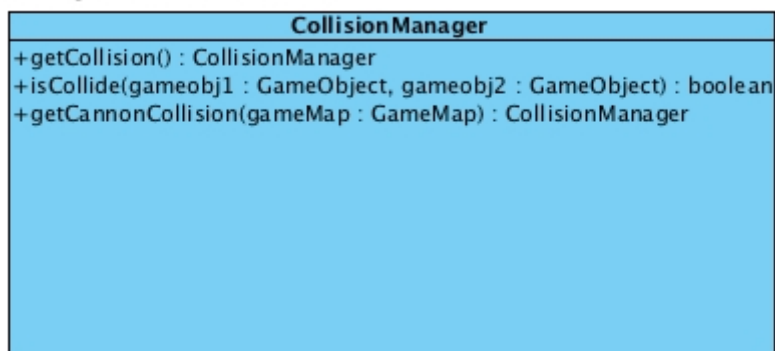 CollisionManager
+getCollision() : CollisionManager
+isCollide(gameobj1 : GameObject, gameobj2 : GameObject) : boolean
+getCannonCollision(gameMap : GameMap) : CollisionManager